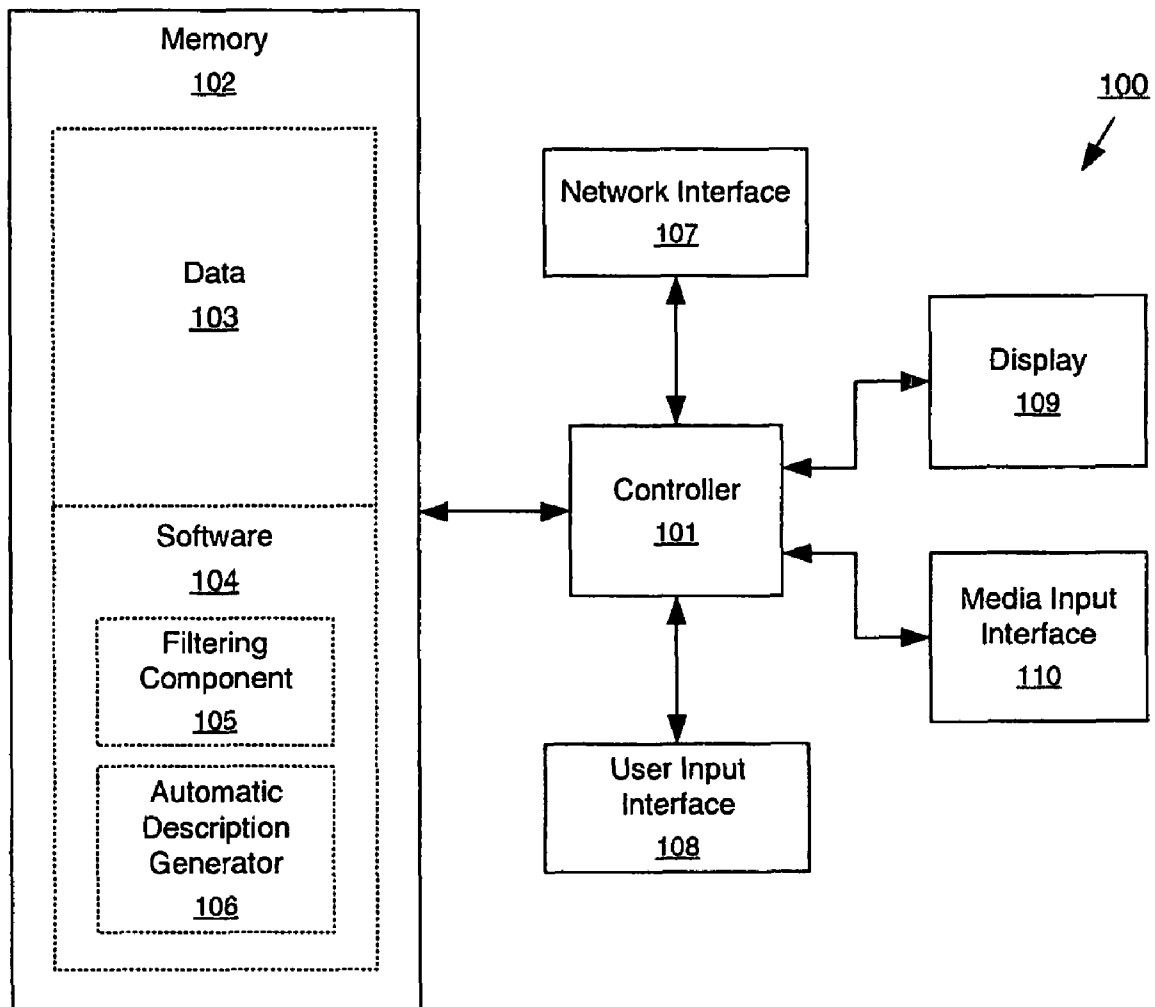 Memory
102
Data
103
Software
104
Filtering
Component
105
Automatic
Description
Generator
106
100
Network Interface
107
Controller
101
User Input
Interface
108
Display
109
Media Input
Interface
110